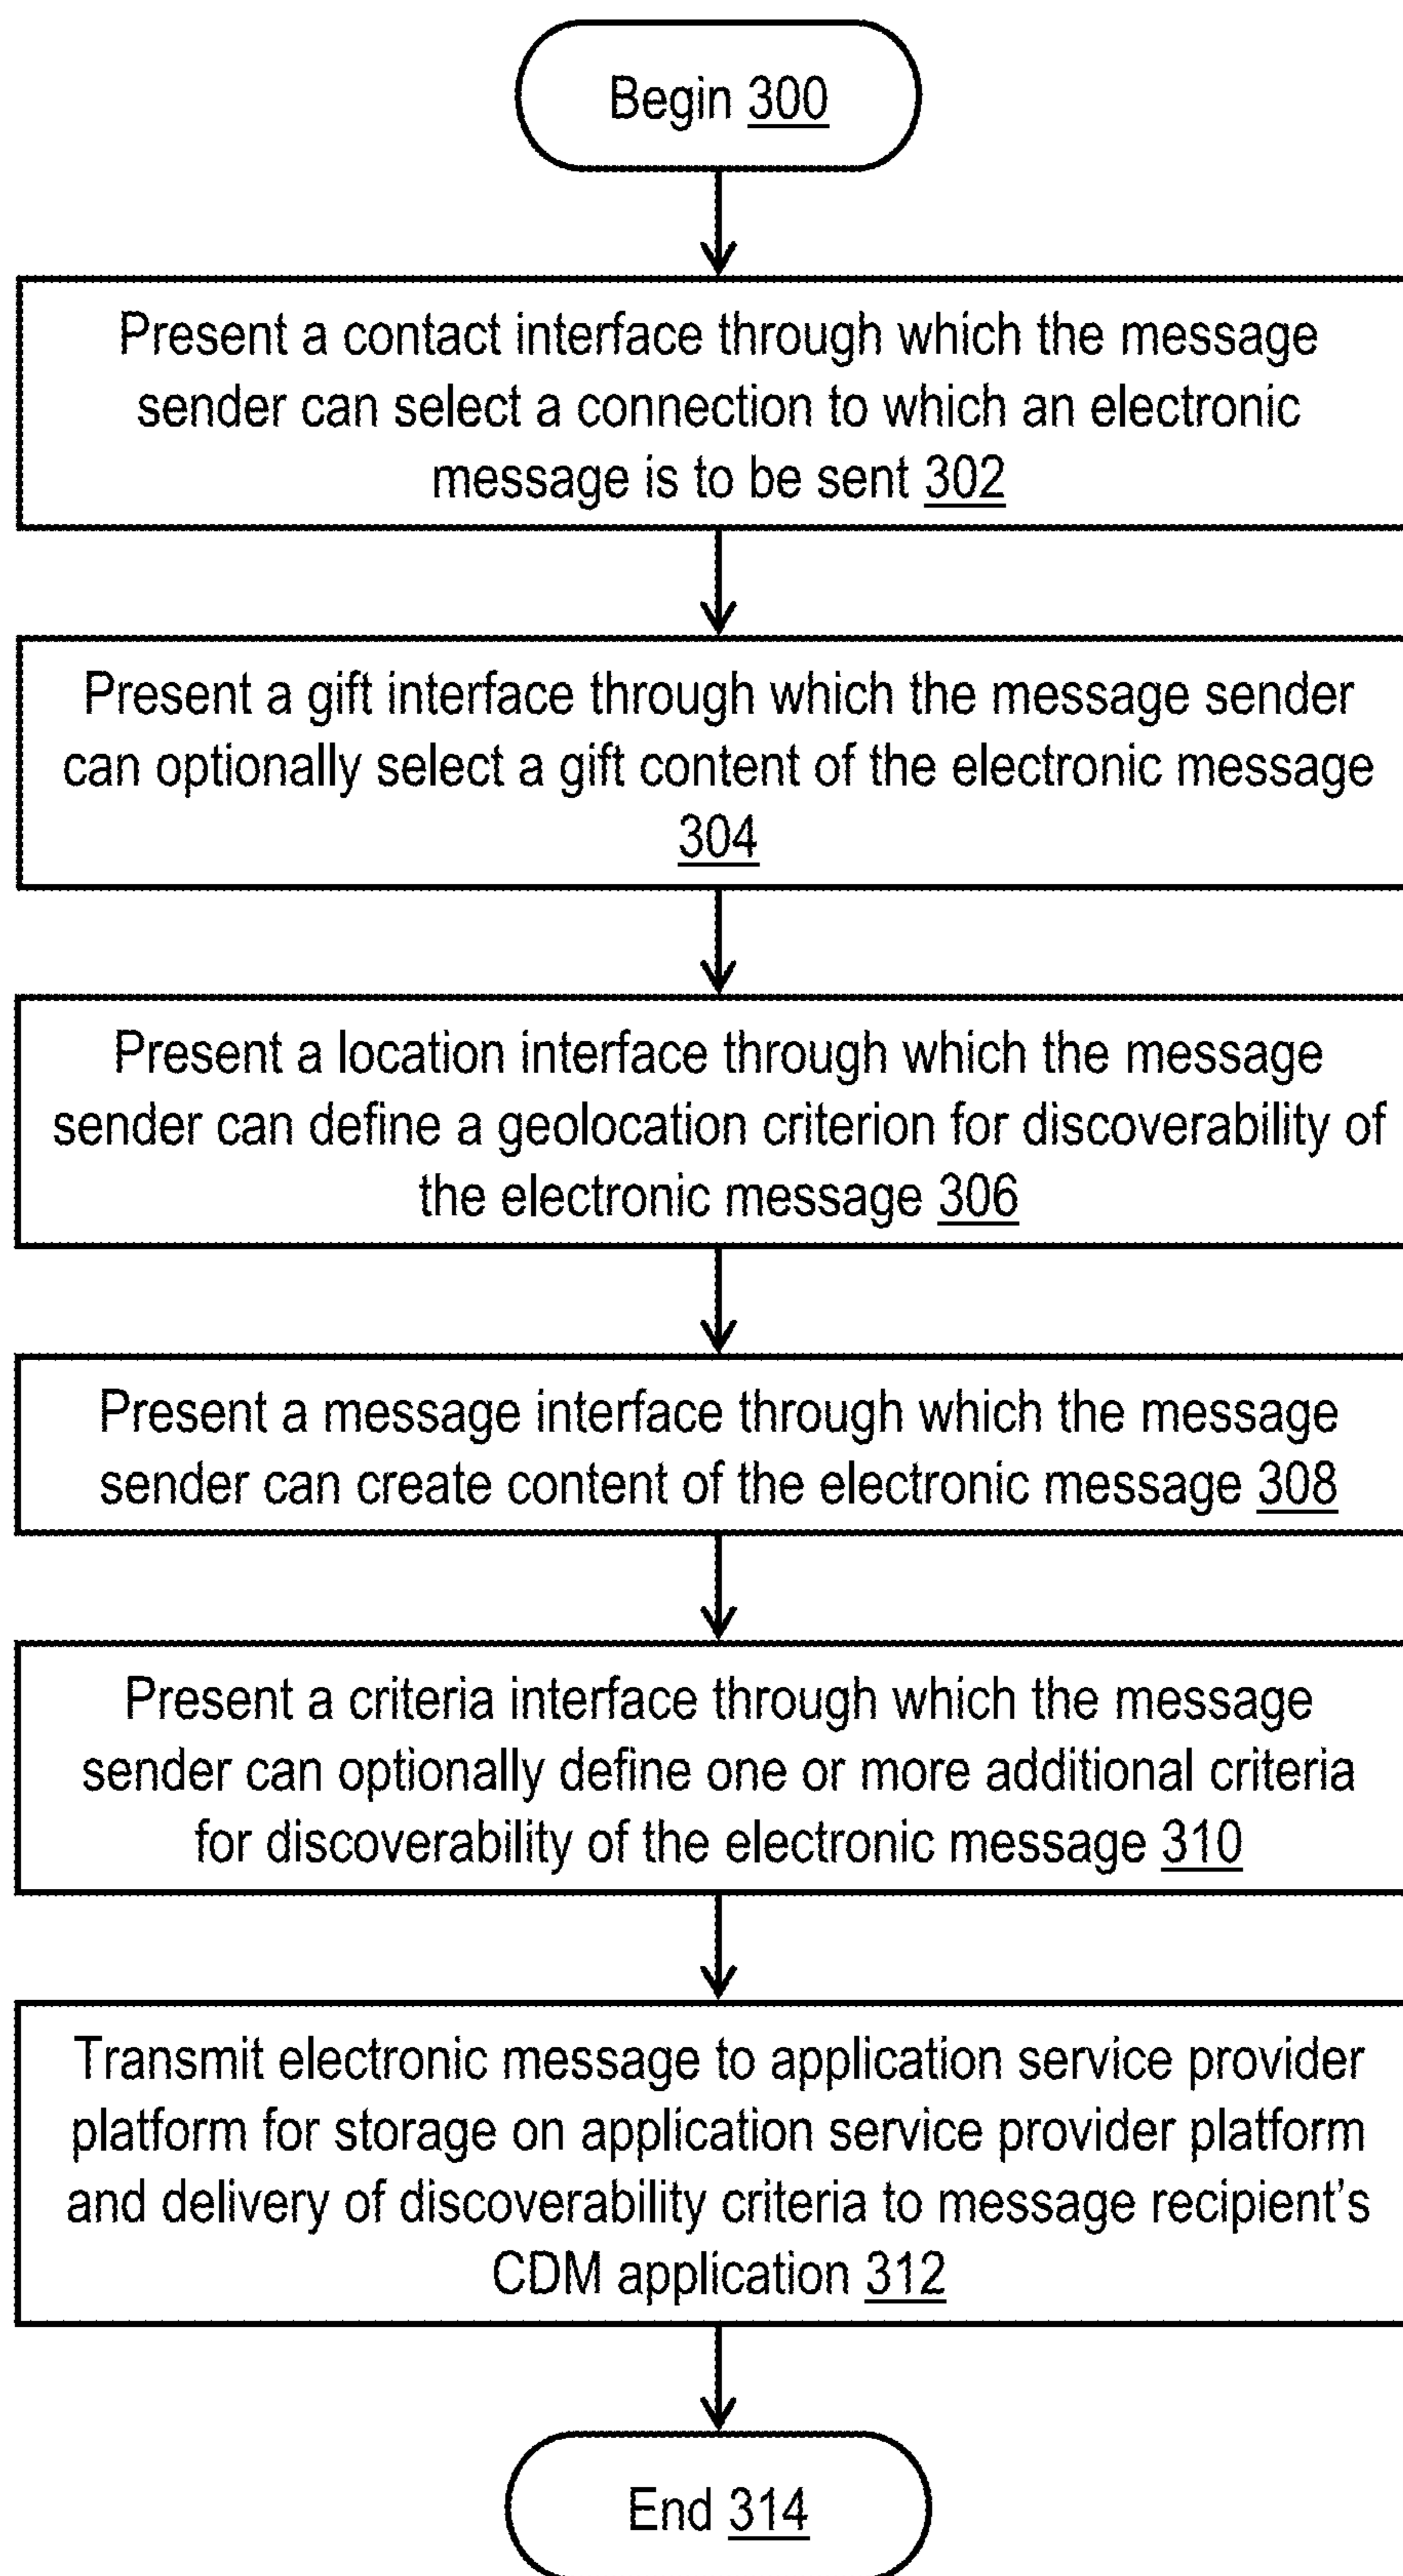 Begin 300
Present a contact interface through which the message
sender can select a connection to which an electronic
message is to be sent 302
Present a gift interface through which the message sender
can optionally select a gift content of the electronic message
304
Present a location interface through which the message
sender can define a geolocation criterion for discoverability of
the electronic message 306
Present a message interface through which the message
sender can create content of the electronic message 308
Present a criteria interface through which the message
sender can optionally define one or more additional criteria
for discoverability of the electronic message 310
Transmit electronic message to application service provider
platform for storage on application service provider platform
and delivery of discoverability criteria to message recipient’s
CDM application 312
End 314